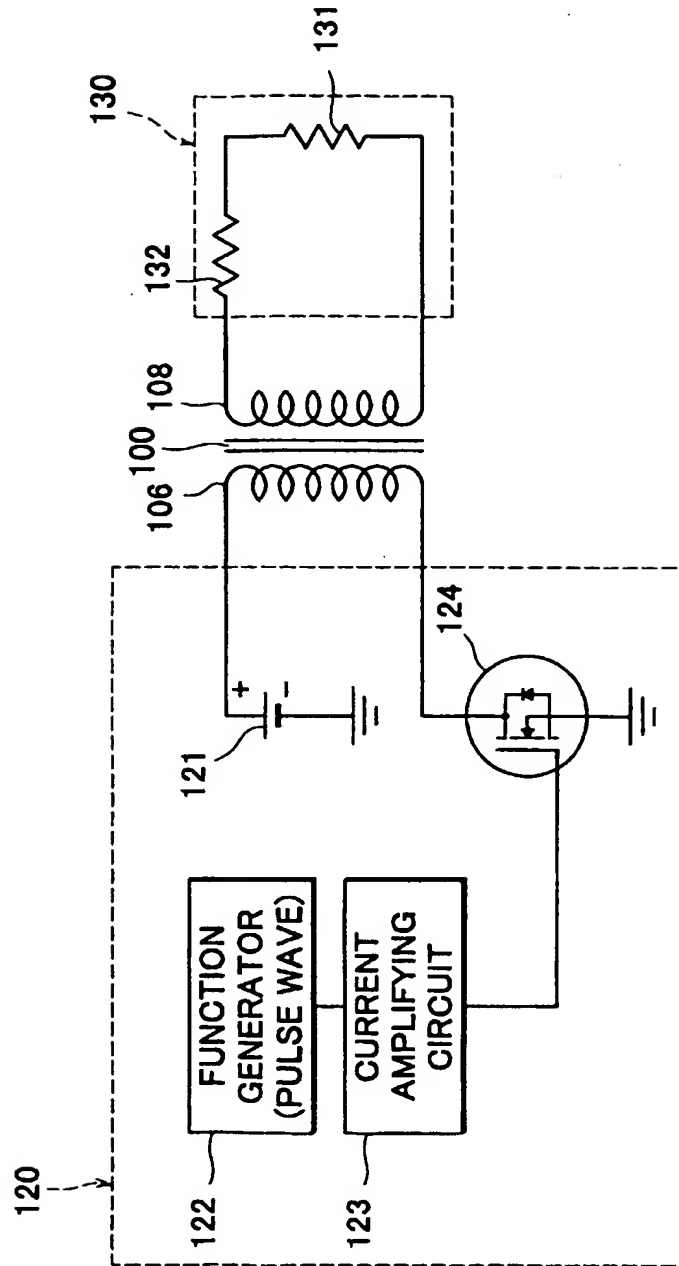 120
122
FUNCTION
GENERATOR
(PULSE WAVE)
123
CURRENT
AMPLIFYING
CIRCUIT
121
+
−
124
106
100
108
130
132
131